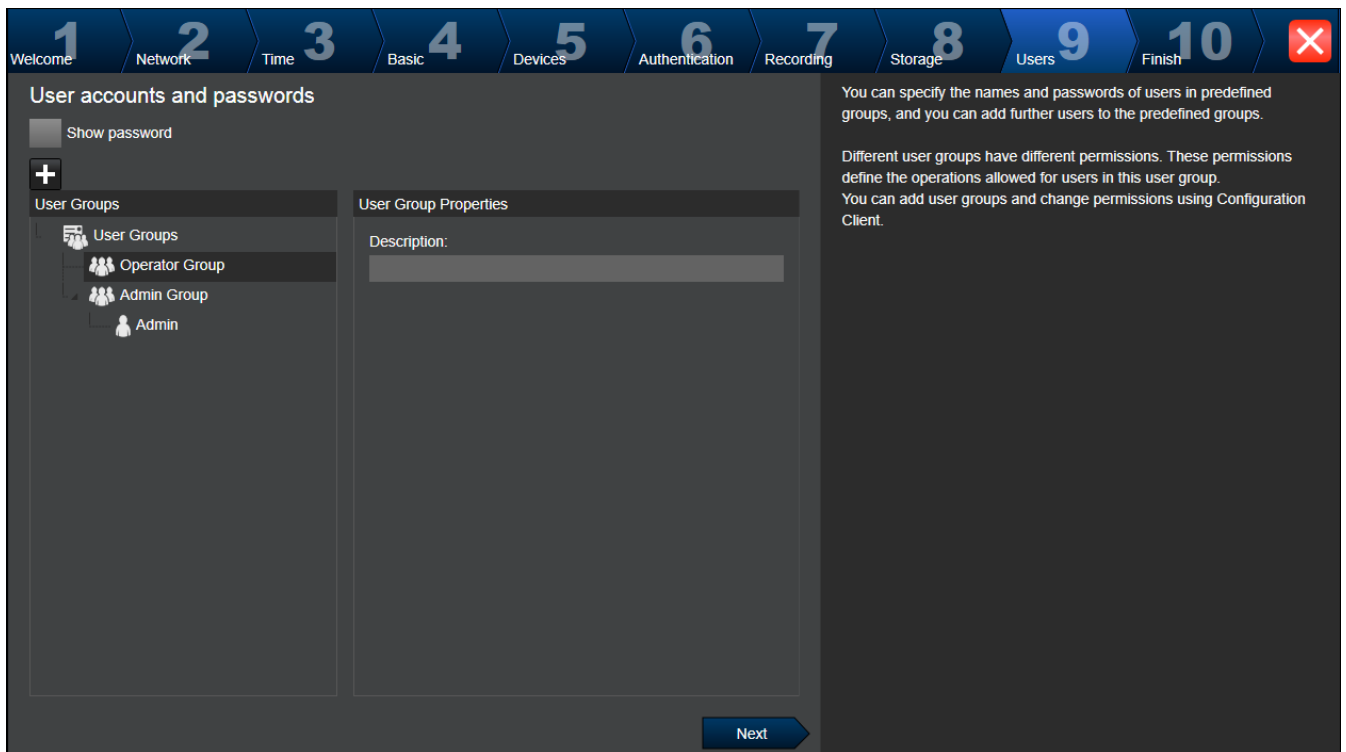 1 2 3 4 5 6 7 8 9 10
Welcome Network Time Basic Devices Authentication Recording Storage Users Finish
User accounts and passwords
Show password
User Groups
User Groups
Operator Group
Admin Group
Admin
User Group Properties
Description:
Next
You can specify the names and passwords of users in predefined
groups, and you can add further users to the predefined groups.
Different user groups have different permissions. These permissions
define the operations allowed for users in this user group.
You can add user groups and change permissions using Configuration
Client.